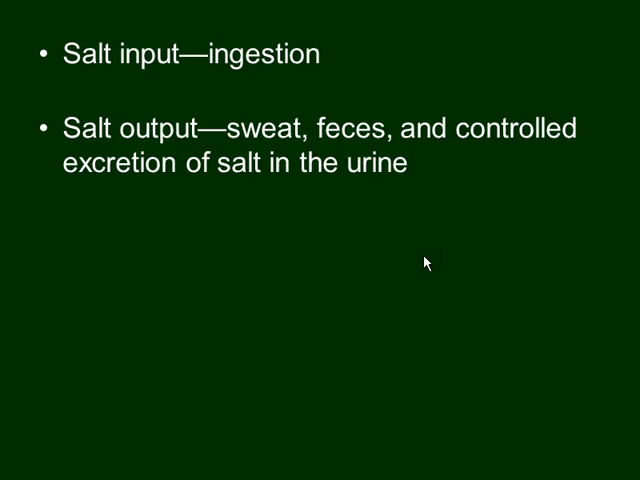 • Salt input—ingestion
• Salt output—sweat, feces, and controlled
excretion of salt in the urine